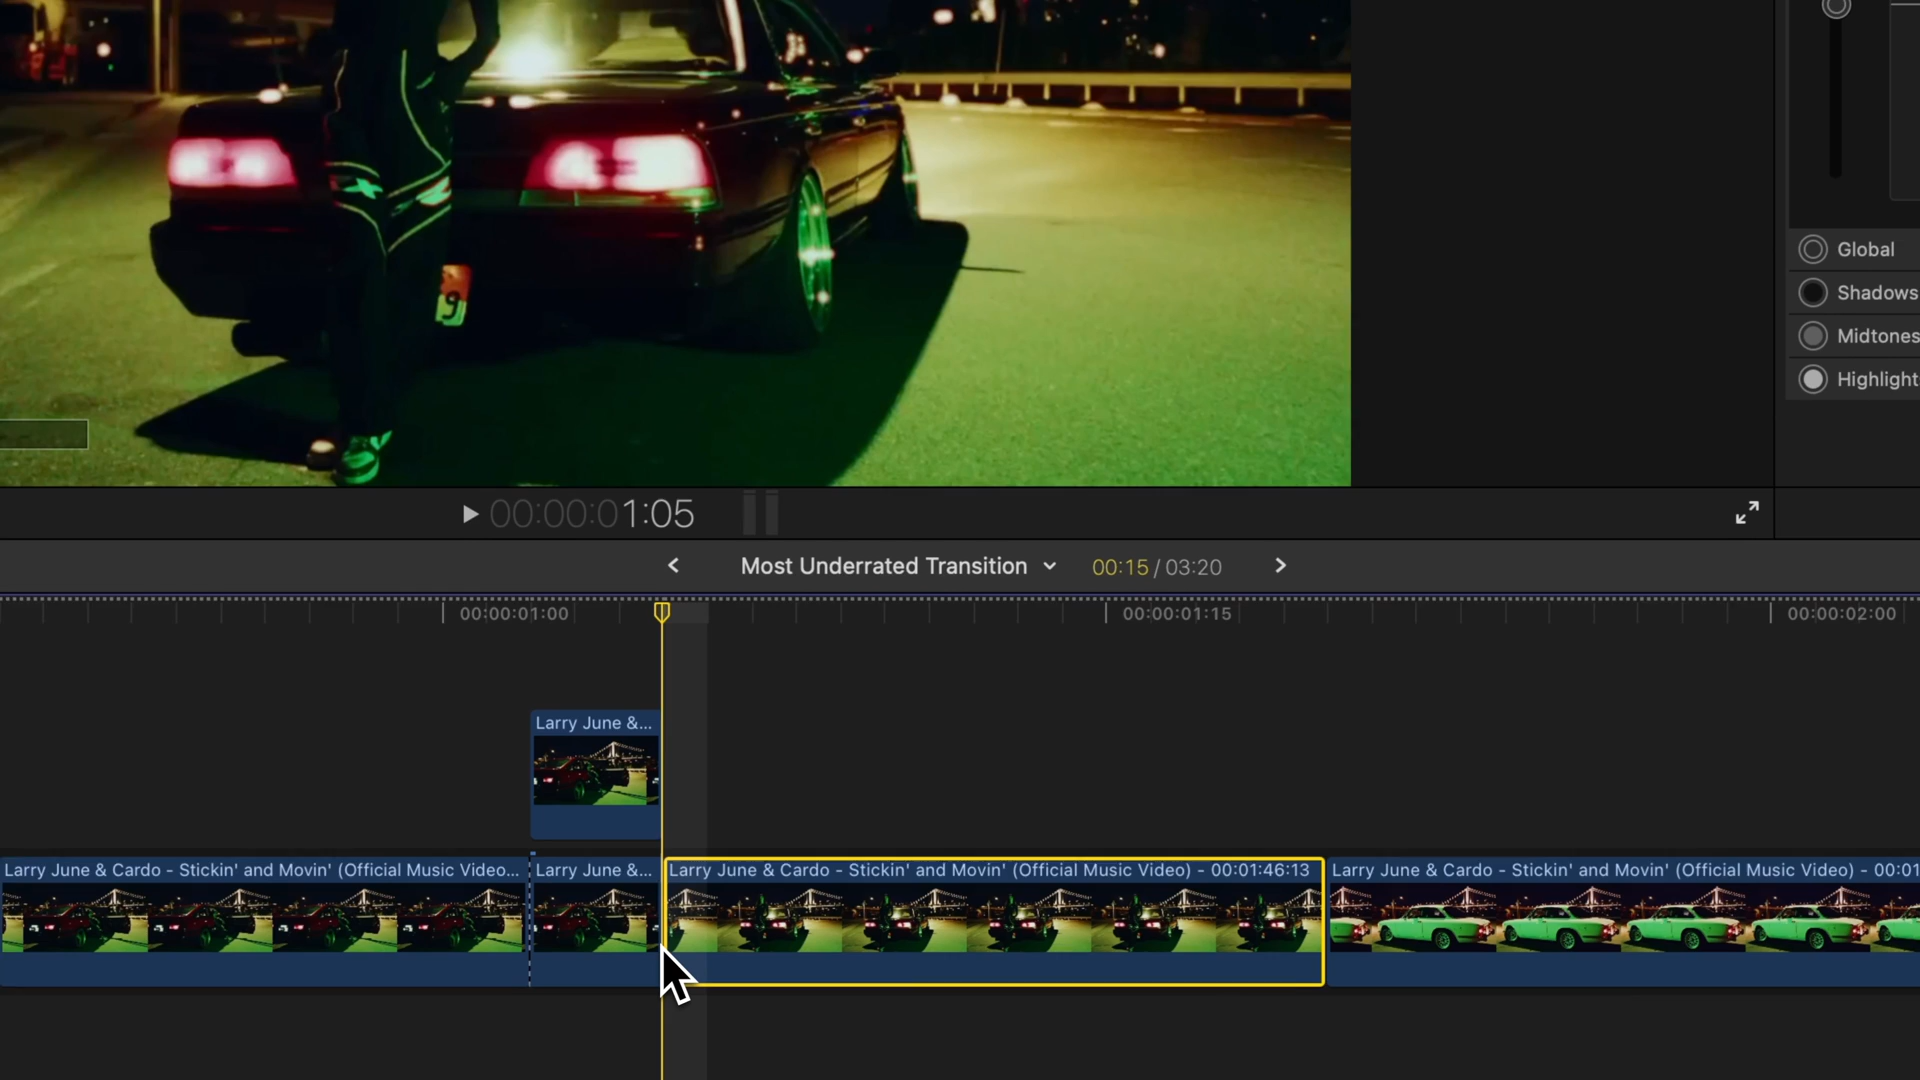 9
Global
Shadows
Midtones
Highlight
00:00:01:05
Most Underrated Transition
00:15 / 03:20
00:00:01:00
00:00:01:15
00:00:02:00
Larry June &...
Larry June & Cardo - Stickin' and Movin' (Official Music Video...
Larry June &...
Larry June & Cardo - Stickin' and Movin' (Official Music Video) - 00:01:46:13
Larry June & Cardo - Stickin' and Movin' (Official Music Video) - 00:01